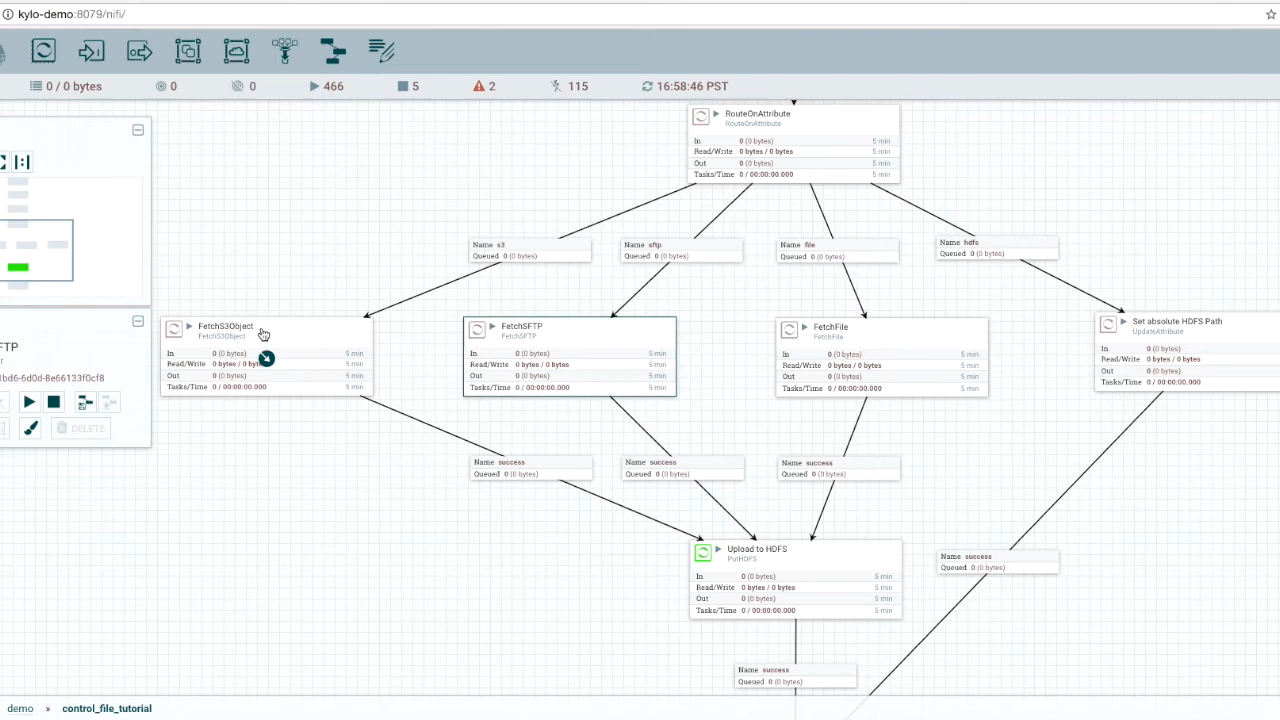 kylo-demo:8079/nifi/
0 / 0 bytes
0
0
466
5
2
115
16:58:46 PST
RouteOnAttribute
RouteOnAttribute
In 0 (0 bytes) 5 min
Read/Write 0 bytes / 0 bytes 5 min
Out 0 (0 bytes) 5 min
Tasks/Time 0 / 00:00:00.000 5 min
Name s3
Queued 0 (0 bytes)
Name sftp
Queued 0 (0 bytes)
Name file
Queued 0 (0 bytes)
Name hdfs
Queued 0 (0 bytes)
FetchS3Object
FetchS3Object
In 0 (0 bytes) 5 min
Read/Write 0 bytes / 0 5 min
Out 0 (0 bytes) 5 min
Tasks/Time 0 / 00:00:00.000 5 min
FetchSFTP
FetchSFTP
In 0 (0 bytes) 5 min
Read/Write 0 bytes / 0 bytes 5 min
Out 0 (0 bytes) 5 min
Tasks/Time 0 / 00:00:00.000 5 min
FetchFile
FetchFile
In 0 (0 bytes) 5 min
Read/Write 0 bytes / 0 bytes 5 min
Out 0 (0 bytes) 5 min
Tasks/Time 0 / 00:00:00.000 5 min
Set absolute HDFS Path
UpdateAttribute
In 0 (0 bytes)
Read/Write 0 bytes / 0 bytes
Out 0 (0 bytes)
Tasks/Time 0 / 00:00:00.000
FTP
r
1bd6-6d0d-8e66133f0cf8
DELETE
Name success
Queued 0 (0 bytes)
Name success
Queued 0 (0 bytes)
Name success
Queued 0 (0 bytes)
Upload to HDFS
PutHDFS
In 0 (0 bytes) 5 min
Read/Write 0 bytes / 0 bytes 5 min
Out 0 (0 bytes) 5 min
Tasks/Time 0 / 00:00:00.000 5 min
Name success
Queued 0 (0 bytes)
Name success
Queued 0 (0 bytes)
demo » control_file_tutorial